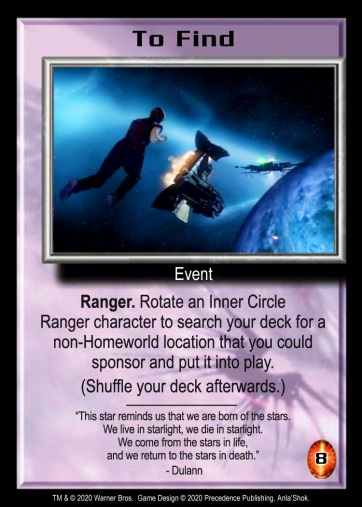 To Find
Event
Ranger. Rotate an Inner Circle
Ranger character to search your deck for a
non-Homeworld location that you could
sponsor and put it into play.
(Shuffle your deck afterwards.)
"This star reminds us that we are born of the stars.
We live in starlight, we die in starlight.
We come from the stars in life,
and we return to the stars in death."
- Dulann
8
TM & © 2020 Warner Bros. Game Design © 2020 Precedence Publishing. Anla'Shok.